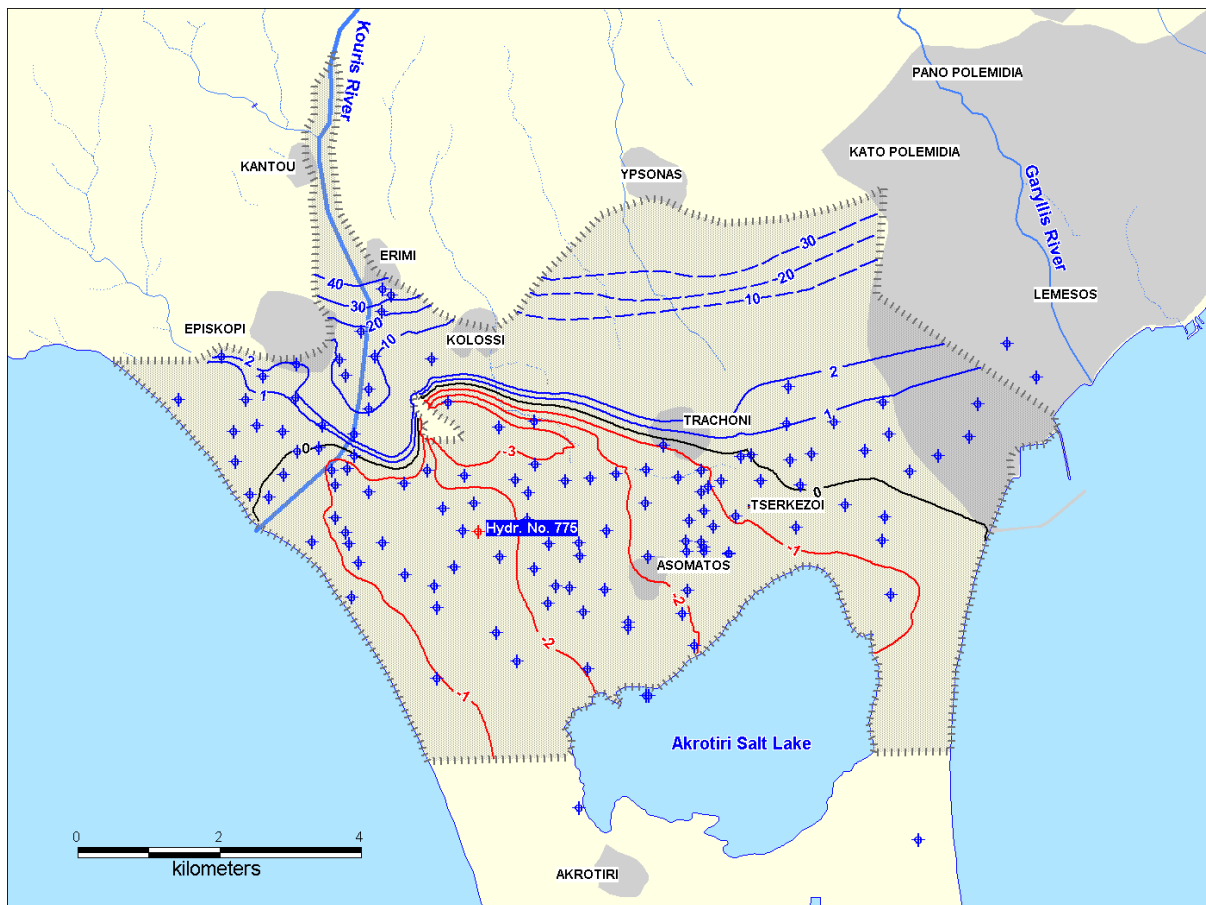 Kouris River
PANO POLEMIDIA
KANTOU
KATO POLEMIDIA
YPSONAS
Garyllis River
ERIMI
30
40
20
LEMESOS
10
30
20
EPISKOPI
KOLOSSI
10
2
2
1
TRACHONI
1
0
-3
0
TSERKEZOI
Hydr. No. 775
-1
ASOMATOS
-2
-2
-1
Akrotiri Salt Lake
0 2 4
kilometers
AKROTIRI